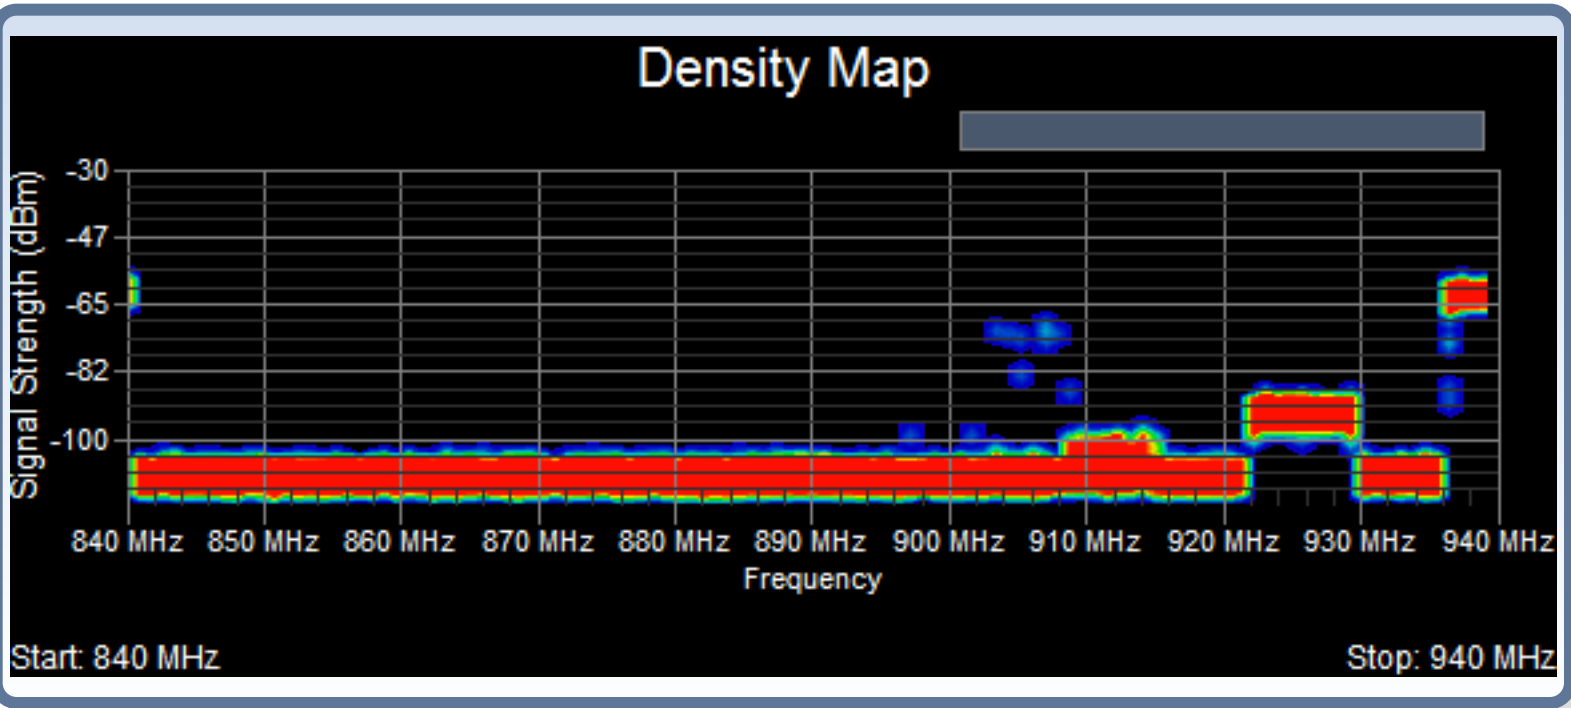 Density Map
Signal Strength (dBm)
-30
-47
-65
-82
-100
840 MHz 850 MHz 860 MHz 870 MHz 880 MHz 890 MHz 900 MHz 910 MHz 920 MHz 930 MHz 940 MHz
Frequency
Start: 840 MHz
Stop: 940 MHz